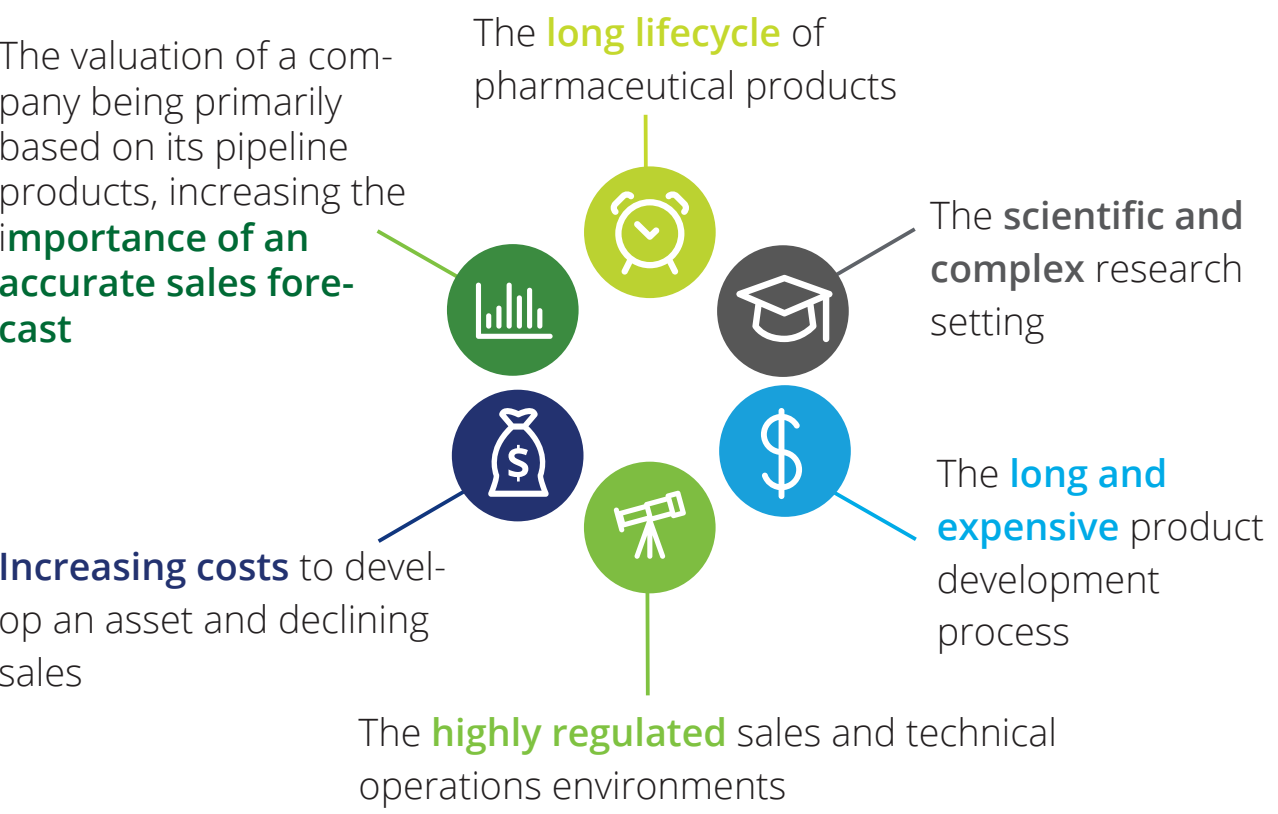 The long lifecycle of
pharmaceutical products
The valuation of a com-
pany being primarily
based on its pipeline
products, increasing the
importance of an
accurate sales fore-
cast
The scientific and
complex research
setting
$
The long and
expensive product
development
process
Increasing costs to devel-
op an asset and declining
sales
$
The highly regulated sales and technical
operations environments